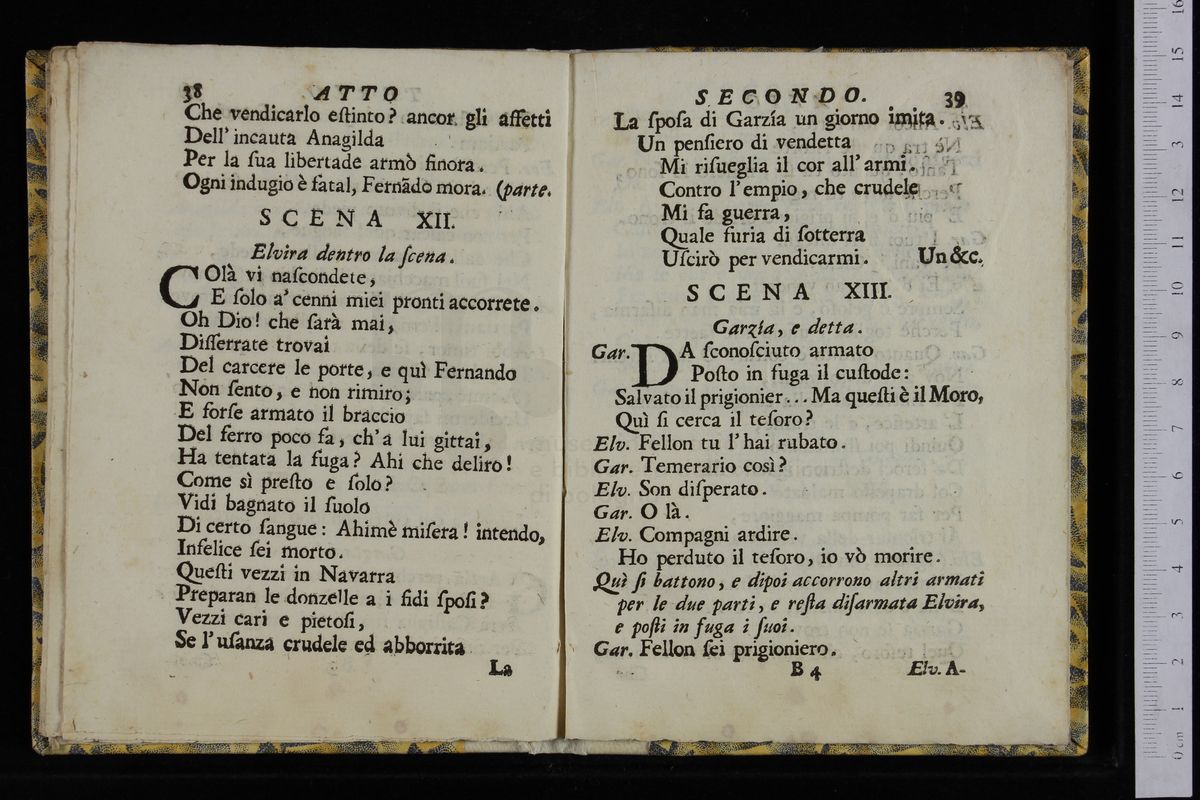 38 ATTO
Che vendicarlo eſtinto? ancor gli affetti
Dell' incauta Anagilda
Per la ſua libertade armò finora.
Ogni indugio è fatal, Fernãdo mora. (parte.
SCENA XII.
Elvira dentro la ſcena.
COlà vi naſcondete,
E ſolo a' cenni miei pronti accorrete.
Oh Dio! che ſarà mai,
Diſſerrate trovai
Del carcere le porte, e quì Fernando
Non ſento, e non rimiro;
E forſe armato il braccio
Del ferro poco fa, ch'a lui gittai,
Ha tentata la fuga? Ahi che deliro!
Come sì preſto e ſolo?
Vidi bagnato il ſuolo
Di certo ſangue: Ahimè miſera! intendo,
Infelice ſei morto.
Queſti vezzi in Navarra
Preparan le donzelle a i fidi ſpoſi?
Vezzi cari e pietoſi,
Se l'uſanza crudele ed abborrita
La
SECONDO. 39
La ſpoſa di Garzía un giorno imita.
Un penſiero di vendetta
Mi riſueglia il cor all'armi.
Contro l'empio, che crudele
Mi fa guerra,
Quale furia di ſotterra
Uſcirò per vendicarmi. Un &c.
SCENA XIII.
Garzía, e detta.
Gar. DA ſconoſciuto armato
Poſto in fuga il cuſtode:
Salvato il prigionier... Ma queſti è il Moro,
Quì ſi cerca il teſoro?
Elv. Fellon tu l'hai rubato.
Gar. Temerario così?
Elv. Son diſperato.
Gar. O là.
Elv. Compagni ardire.
Ho perduto il teſoro, io vò morire.
Quì ſi battono, e dipoi accorrono altri armati
per le due parti, e reſta diſarmata Elvira,
e poſti in fuga i ſuoi.
Gar. Fellon ſei prigioniero.
B 4 Elv. A-